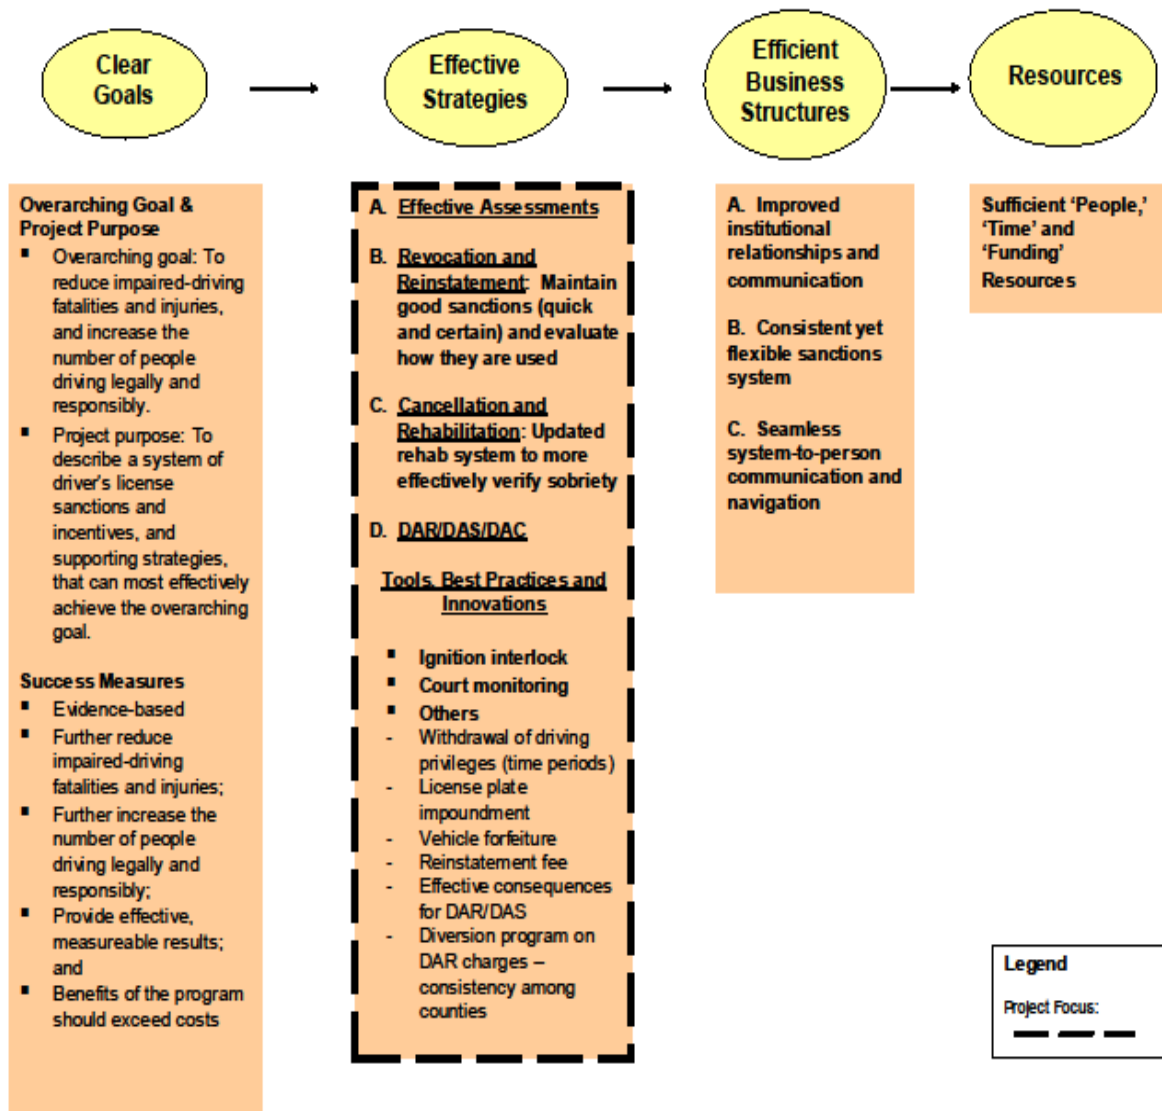 Clear
Goals
Effective
Strategies
Efficient
Business
Structures
Resources
Overarching Goal &
Project Purpose
▪ Overarching goal: To
reduce impaired-driving
fatalities and injuries,
and increase the
number of people
driving legally and
responsibly.
▪ Project purpose: To
describe a system of
driver's license
sanctions and
incentives, and
supporting strategies,
that can most effectively
achieve the overarching
goal.
Success Measures
▪ Evidence-based
▪ Further reduce
impaired-driving
fatalities and injuries;
▪ Further increase the
number of people
driving legally and
responsibly;
▪ Provide effective,
measureable results;
and
▪ Benefits of the program
should exceed costs
A. Effective Assessments
B. Revocation and
Reinstatement: Maintain
good sanctions (quick
and certain) and evaluate
how they are used
C. Cancellation and
Rehabilitation: Updated
rehab system to more
effectively verify sobriety
D. DAR/DAS/DAC
Tools, Best Practices and
Innovations
▪ Ignition interlock
▪ Court monitoring
▪ Others
- Withdrawal of driving
privileges (time periods)
- License plate
impoundment
- Vehicle forfeiture
- Reinstatement fee
- Effective consequences
for DAR/DAS
- Diversion program on
DAR charges –
consistency among
counties
A. Improved
institutional
relationships and
communication
B. Consistent yet
flexible sanctions
system
C. Seamless
system-to-person
communication and
navigation
Sufficient ‘People,’
‘Time’ and
‘Funding’
Resources
Legend
Project Focus: